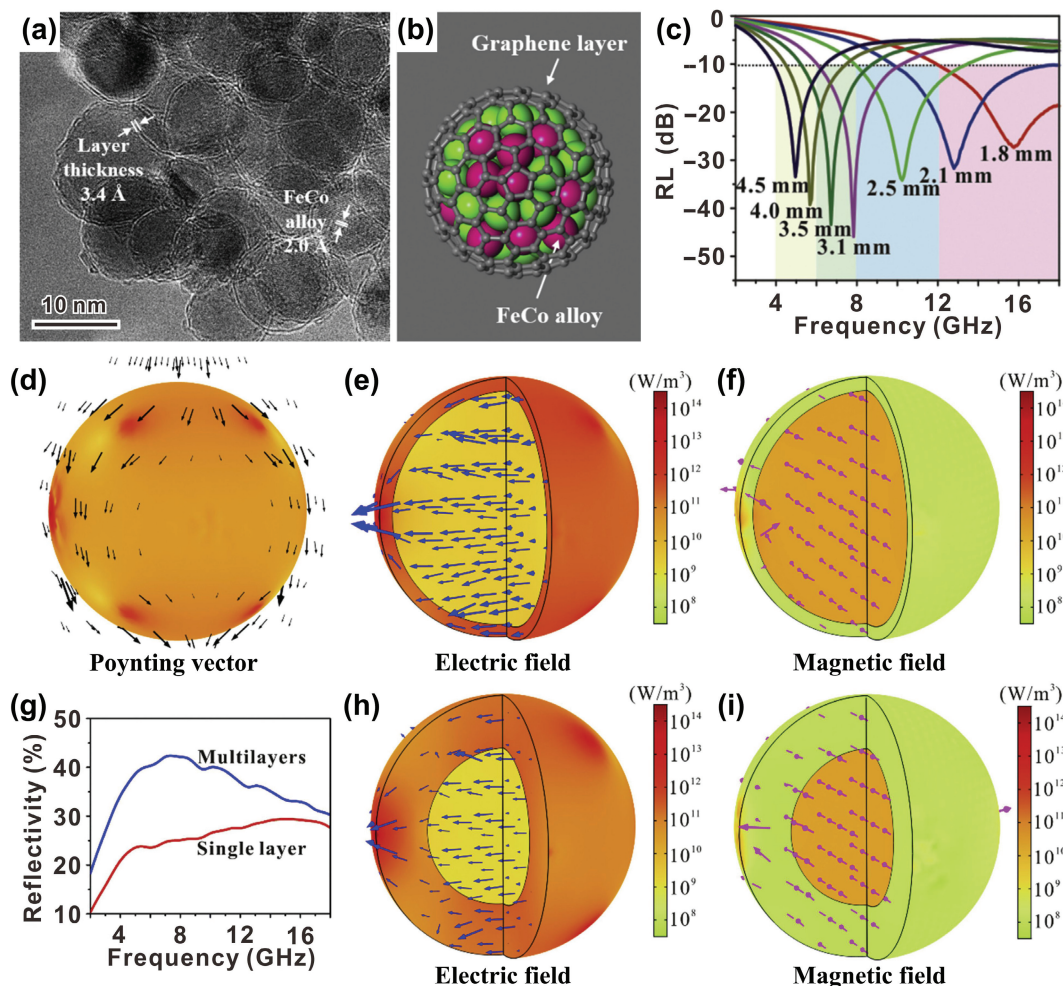 (a)
Layer
thickness
3.4 Å
FeCo
alloy
2.0 Å
10 nm
(b)
Graphene layer
FeCo alloy
(c)
RL (dB)
0
−10
−20
−30
−40
−50
4.5 mm
4.0 mm
3.5 mm
3.1 mm
2.5 mm
2.1 mm
1.8 mm
4 8 12 16
Frequency (GHz)
(d)
Poynting vector
(e)
(W/m³)
10¹⁴
10¹³
10¹²
10¹¹
10¹⁰
10⁹
10⁸
Electric field
(f)
(W/m³)
10¹
10¹
10¹
10¹
10¹
10⁹
10⁸
Magnetic field
(g)
Reflectivity (%)
50
40
30
20
10
Multilayers
Single layer
4 8 12 16
Frequency (GHz)
(h)
(W/m³)
10¹⁴
10¹³
10¹²
10¹¹
10¹⁰
10⁹
10⁸
Electric field
(i)
(W/m³)
10¹⁴
10¹³
10¹²
10¹¹
10¹⁰
10⁹
10⁸
Magnetic field